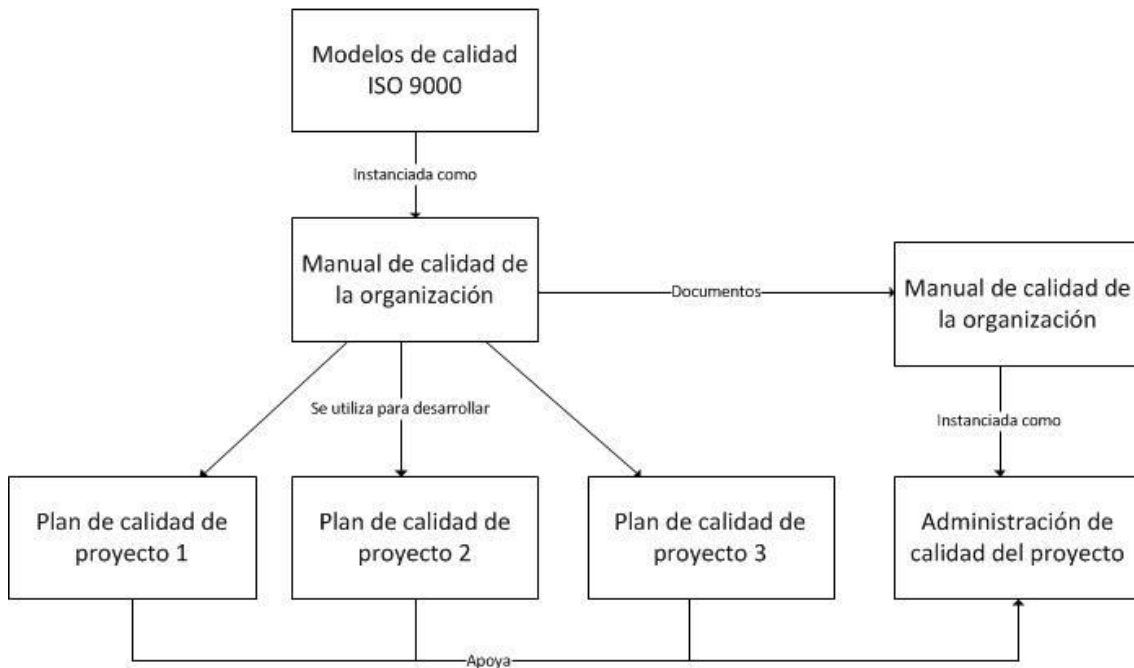 Modelos de calidad
ISO 9000
Instanciada como
Manual de calidad de
la organización
Documentos
Manual de calidad de
la organización
Se utiliza para desarrollar
Instanciada como
Plan de calidad de
proyecto 1
Plan de calidad de
proyecto 2
Plan de calidad de
proyecto 3
Administración de
calidad del proyecto
Apoya